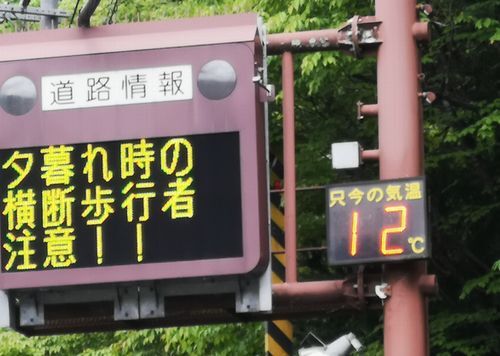 道路情報
夕暮れ時の
横断歩行者
注意！！
只今の気温
12℃